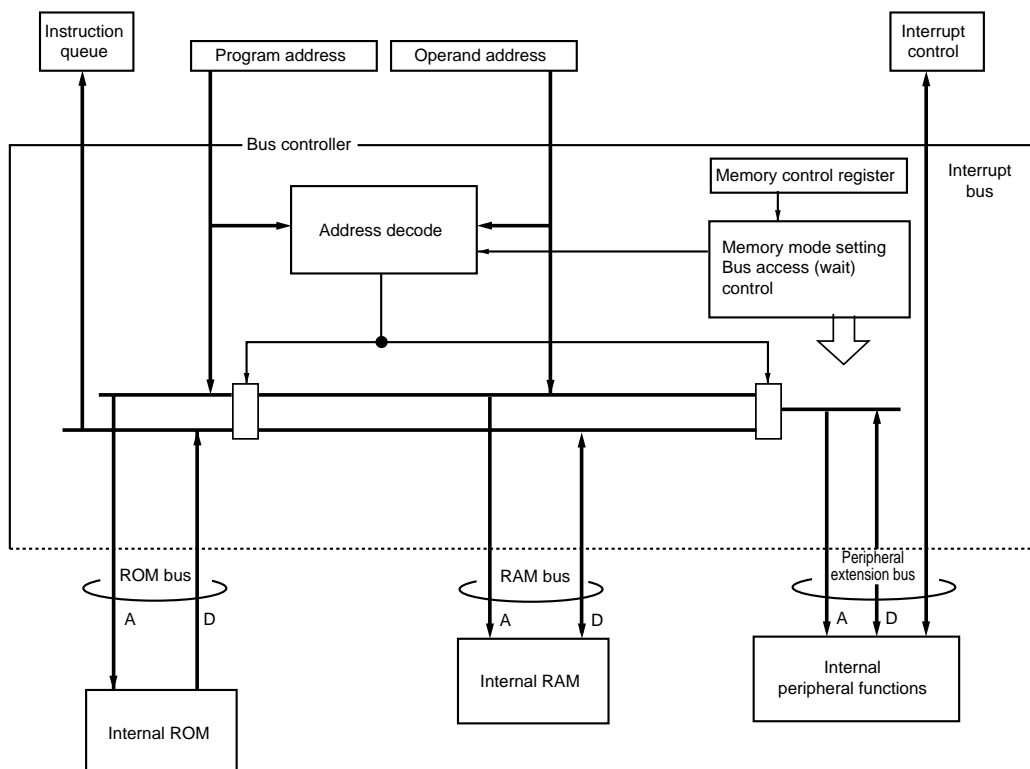 Instruction
queue
Program address
Operand address
Interrupt
control
Bus controller
Interrupt
bus
Memory control register
Address decode
Memory mode setting
Bus access (wait)
control
ROM bus
A
D
RAM bus
A
D
Peripheral
extension bus
A
D
Internal ROM
Internal RAM
Internal
peripheral functions